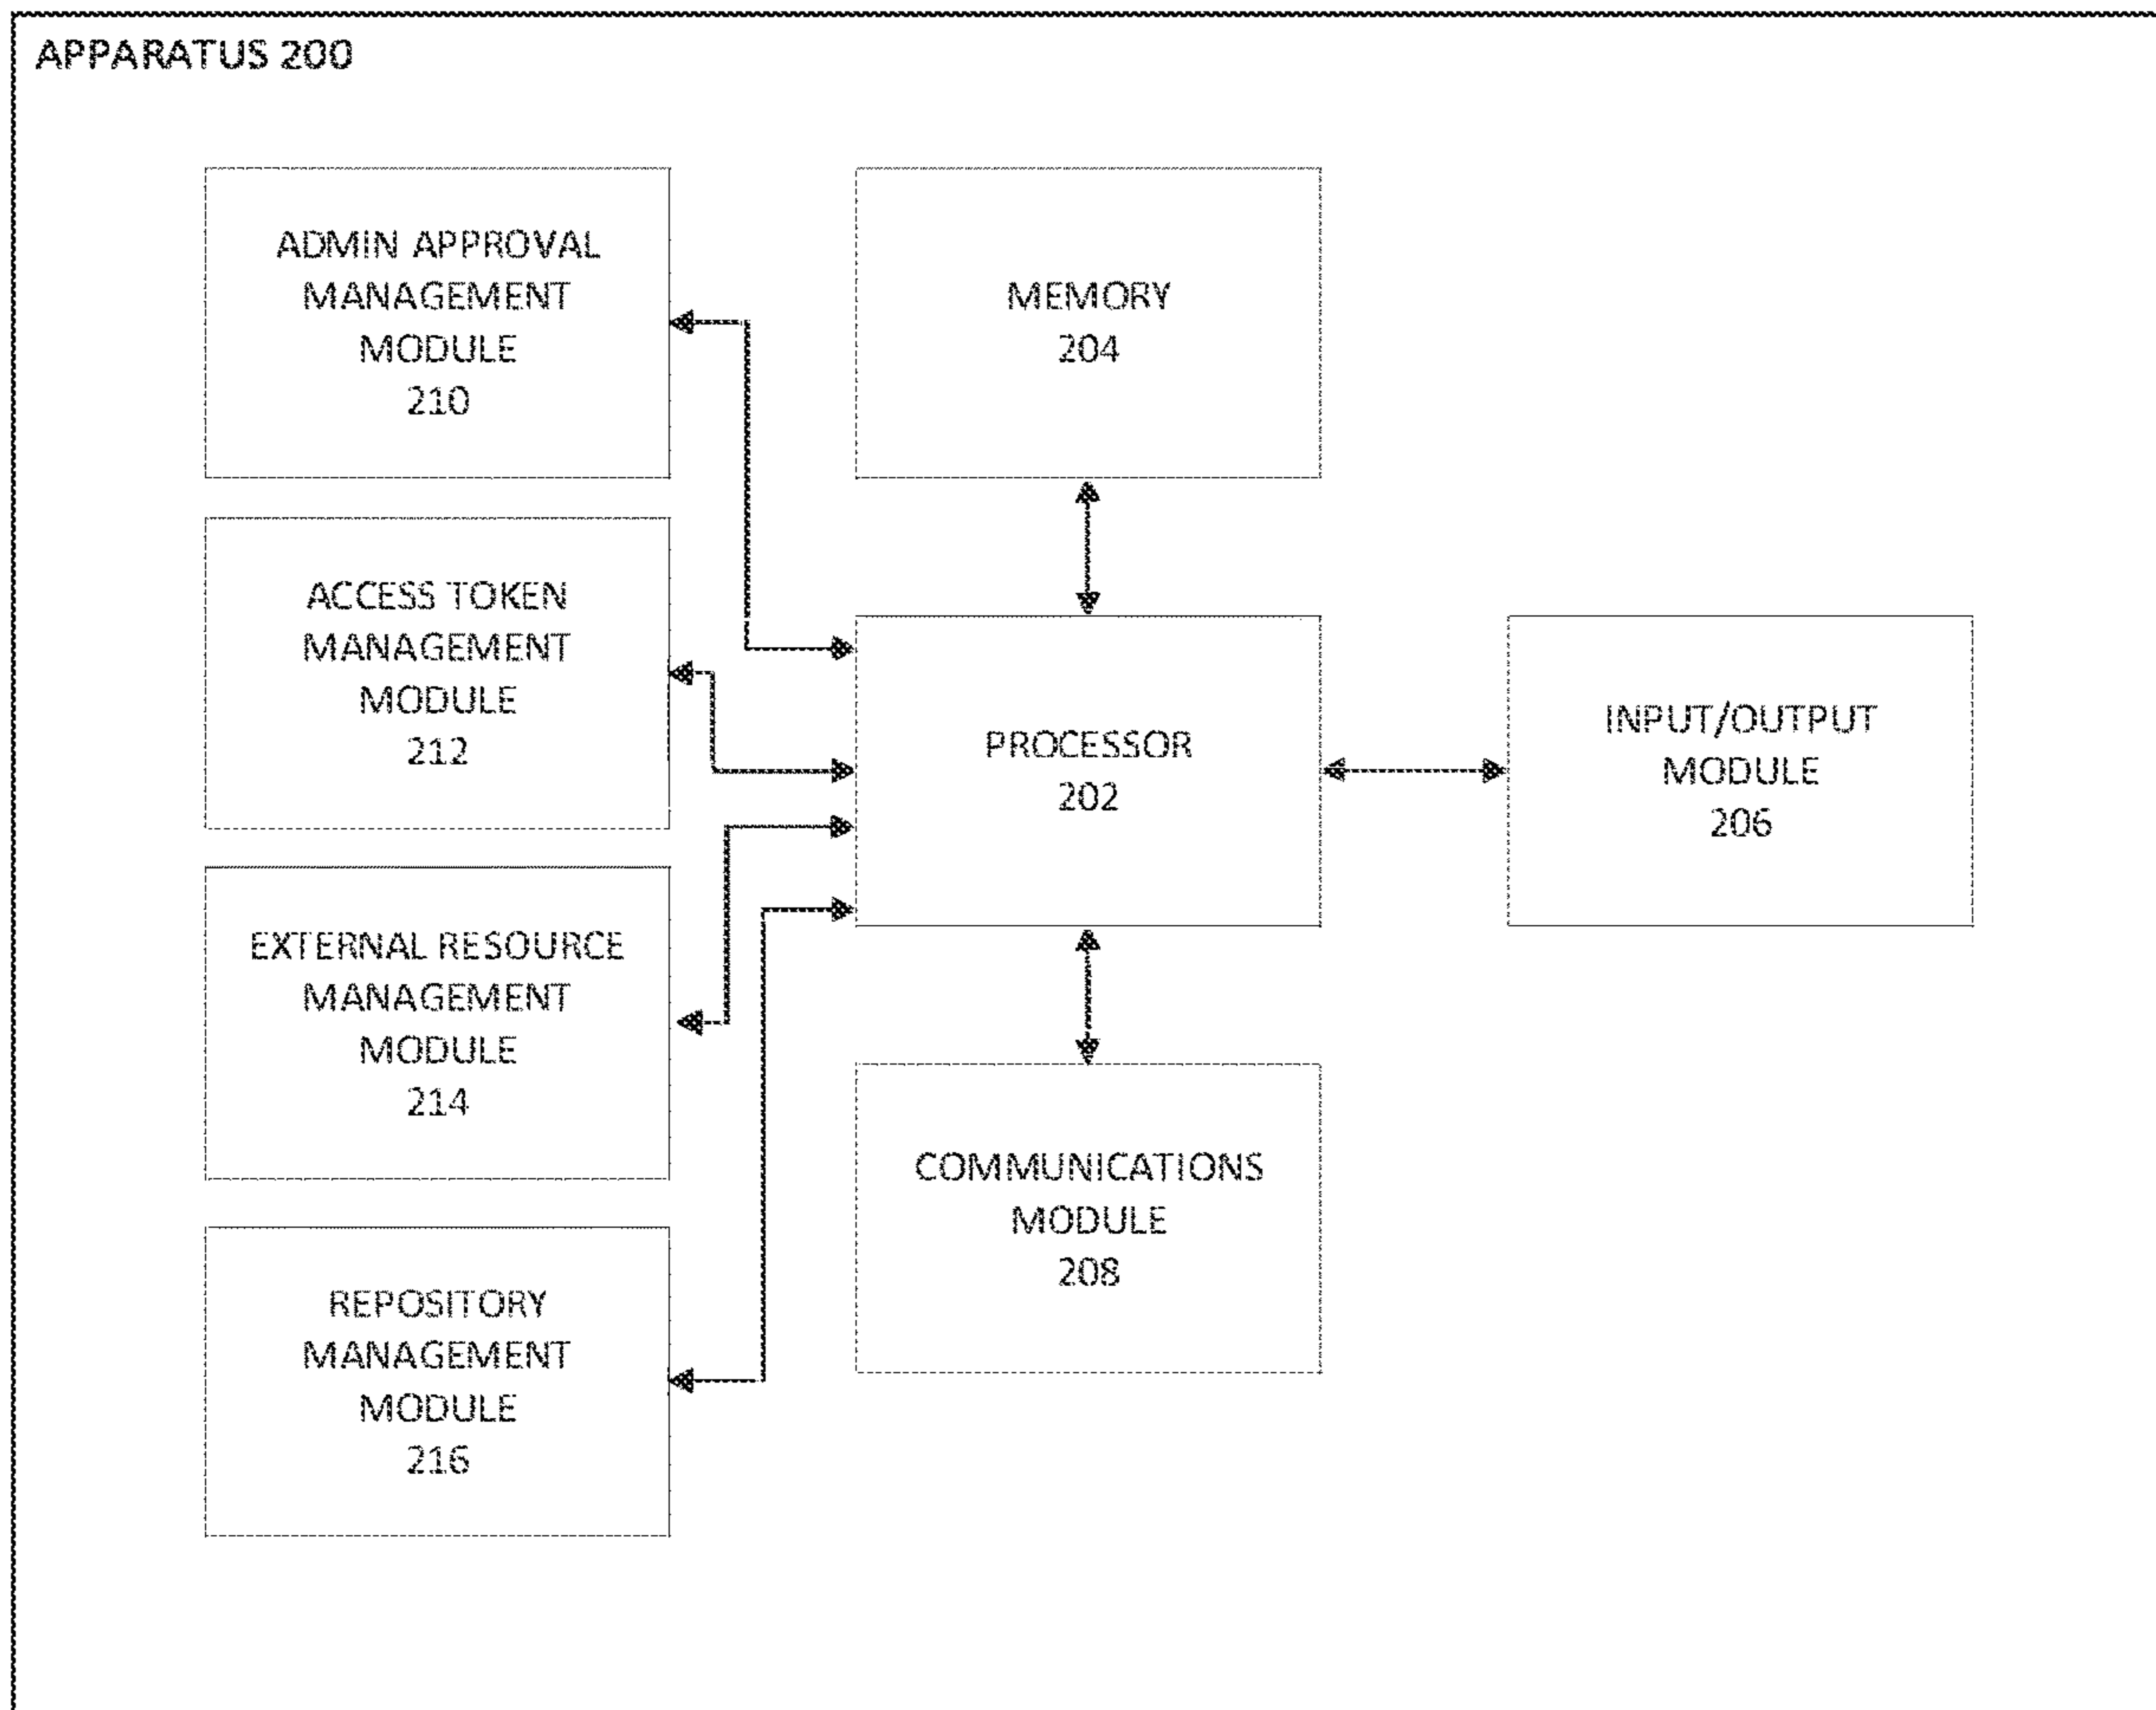 APPARATUS 200
ADMIN APPROVAL
MANAGEMENT
MODULE
210
MEMORY
204
ACCESS TOKEN
MANAGEMENT
MODULE
212
PROCESSOR
202
INPUT/OUTPUT
MODULE
206
EXTERNAL RESOURCE
MANAGEMENT
MODULE
214
COMMUNICATIONS
MODULE
208
REPOSITORY
MANAGEMENT
MODULE
216